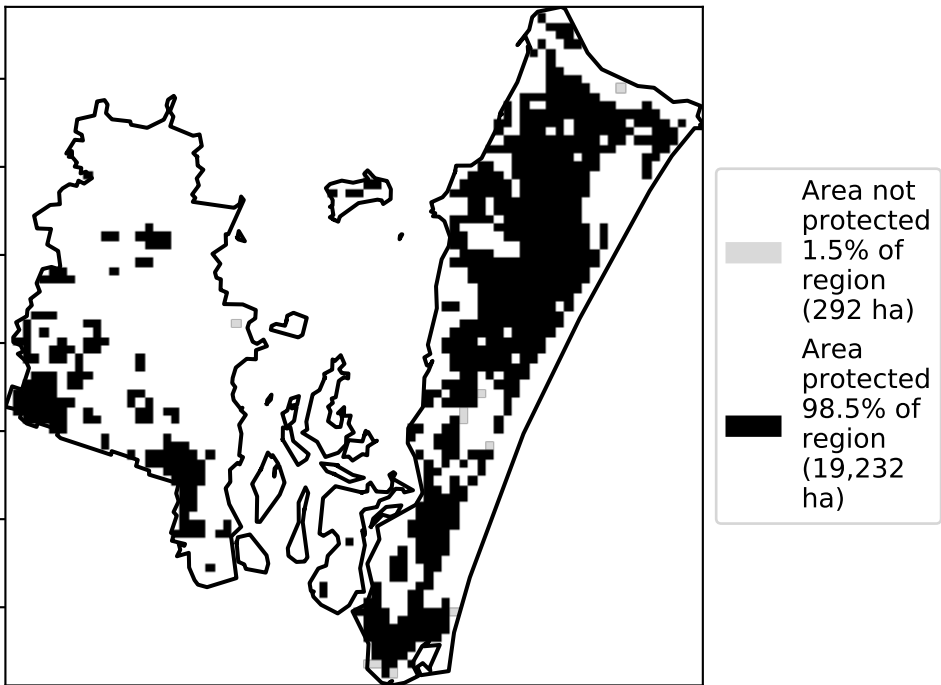 Area not
protected
1.5% of
region
(292 ha)
Area
protected
98.5% of
region
(19,232
ha)